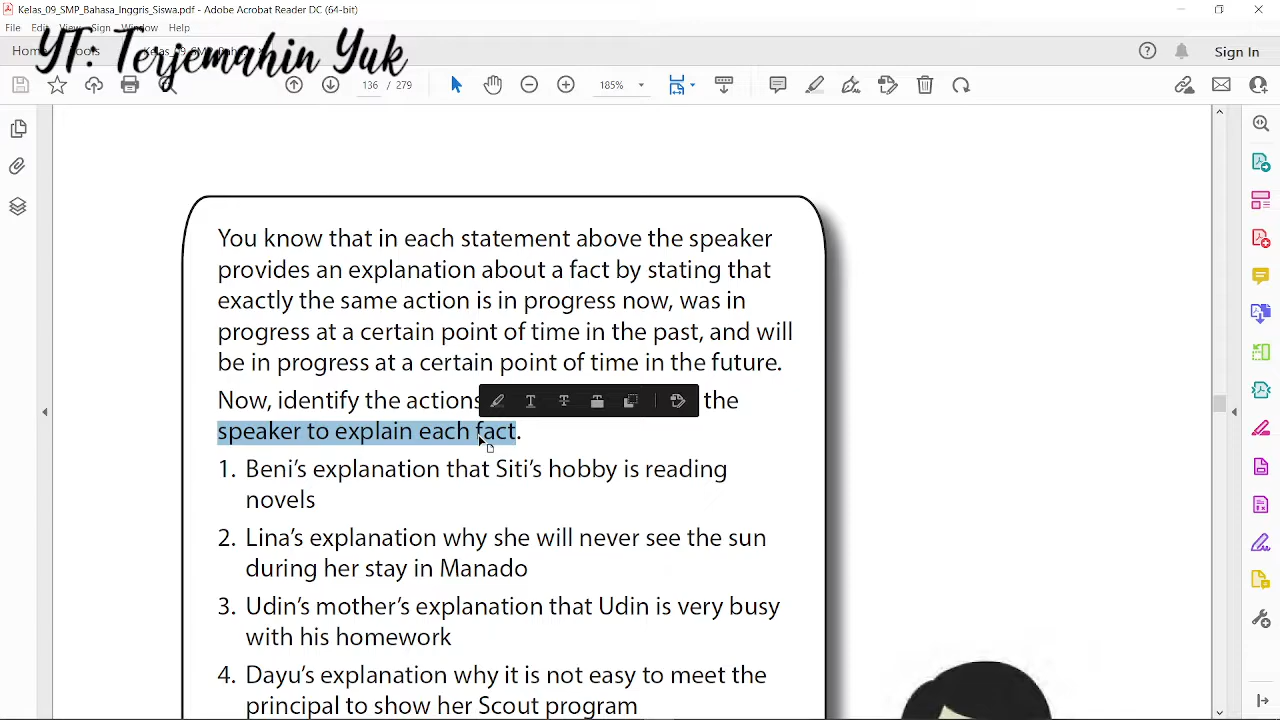 Kelas_09_SMP_Bahasa_Inggris_Siswa.pdf - Adobe Acrobat Reader DC (64-bit)
File Edit View Sign Window Help
YT: Terjemahin Yuk
Home Tools Sign In
136 / 279 185%
You know that in each statement above the speaker
provides an explanation about a fact by stating that
exactly the same action is in progress now, was in
progress at a certain point of time in the past, and will
be in progress at a certain point of time in the future.
Now, identify the actions the
speaker to explain each fact.
1. Beni’s explanation that Siti’s hobby is reading
novels
2. Lina’s explanation why she will never see the sun
during her stay in Manado
3. Udin’s mother’s explanation that Udin is very busy
with his homework
4. Dayu’s explanation why it is not easy to meet the
principal to show her Scout program